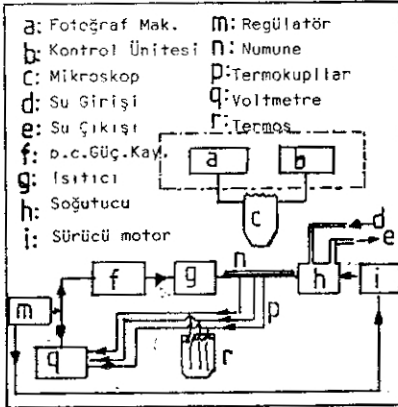 a: Fotoğraf Mak.
b: Kontrol Ünitesi
c: Mikroskop
d: Su Girişi
e: Su Çıkışı
f: D.C.Güç.Kay.
g: Isıtıcı
h: Soğutucu
i: Sürücü motor
m: Regülatör
n: Numune
p: Termokupllar
q: Voltmetre
r: Termos
a
b
c
d
e
n
f
g
h
i
m
p
q
r